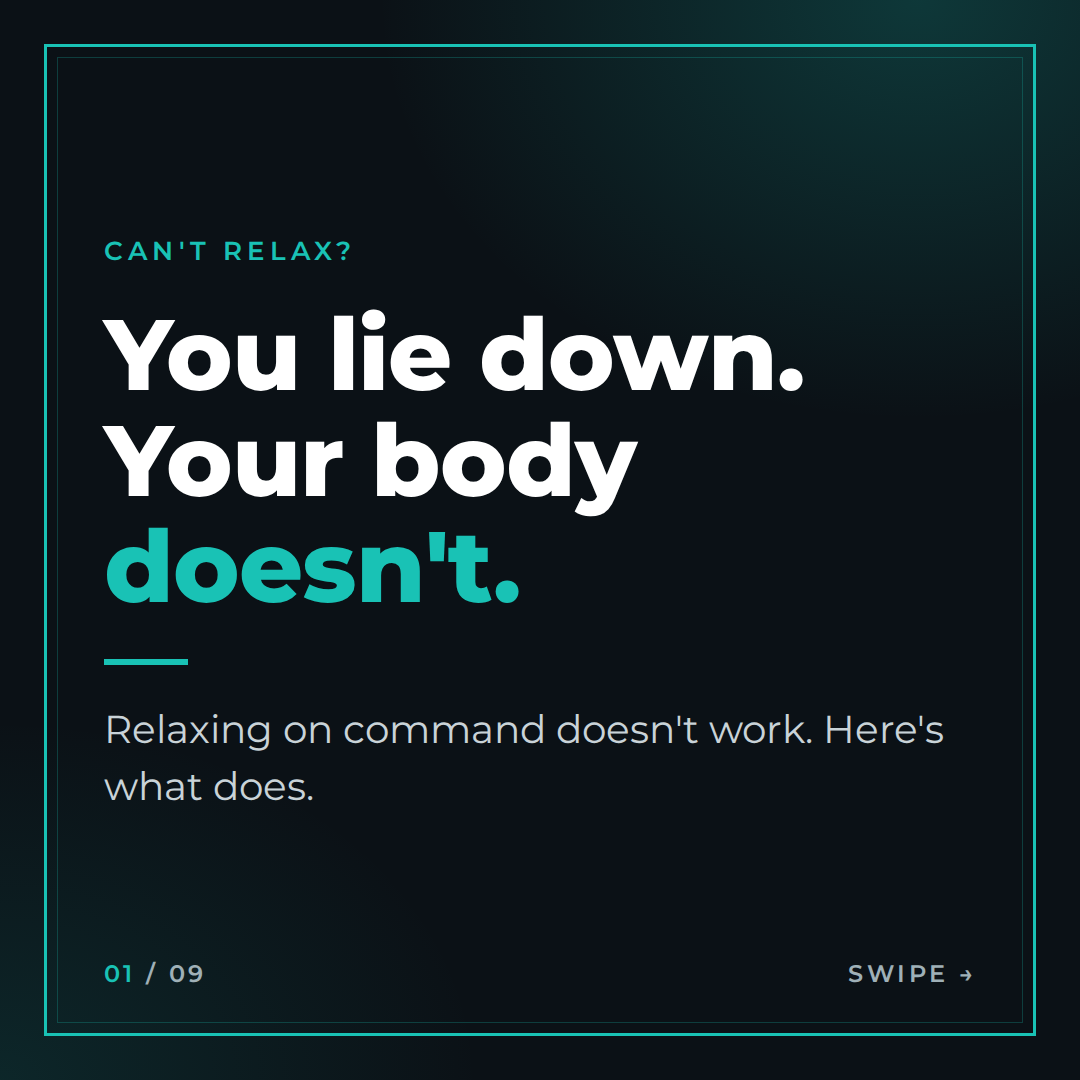 CAN'T RELAX?
You lie down.
Your body
doesn't.
Relaxing on command doesn't work. Here's
what does.
01 / 09
SWIPE →